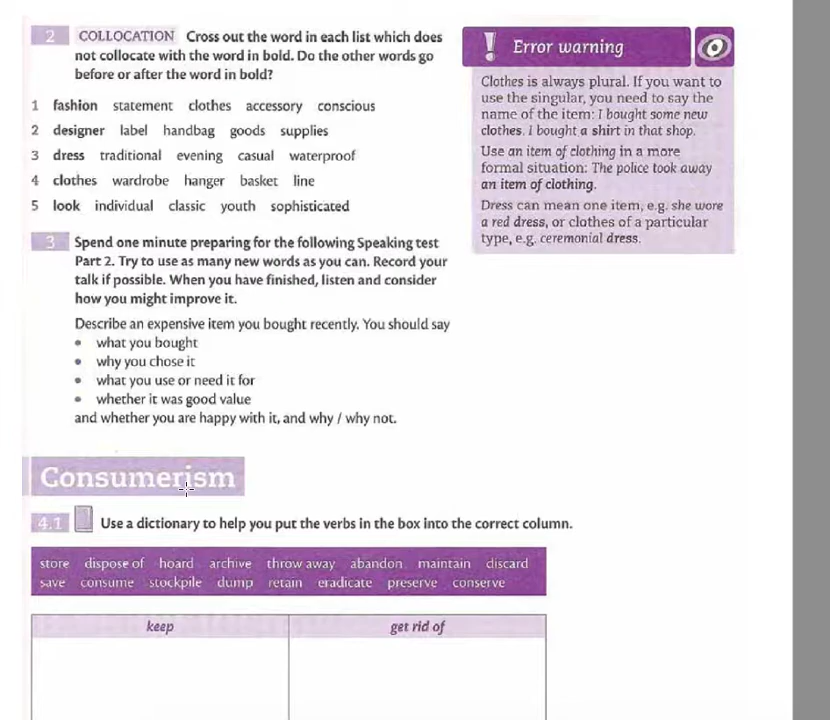 2 COLLOCATION Cross out the word in each list which does
not collocate with the word in bold. Do the other words go
before or after the word in bold?
1 fashion statement clothes accessory conscious
2 designer label handbag goods supplies
3 dress traditional evening casual waterproof
4 clothes wardrobe hanger basket line
5 look individual classic youth sophisticated
3 Spend one minute preparing for the following Speaking test
Part 2. Try to use as many new words as you can. Record your
talk if possible. When you have finished, listen and consider
how you might improve it.
Describe an expensive item you bought recently. You should say
• what you bought
• why you chose it
• what you use or need it for
• whether it was good value
and whether you are happy with it, and why / why not.
! Error warning
Clothes is always plural. If you want to
use the singular, you need to say the
name of the item: I bought some new
clothes. I bought a shirt in that shop.
Use an item of clothing in a more
formal situation: The police took away
an item of clothing.
Dress can mean one item, e.g. she wore
a red dress, or clothes of a particular
type, e.g. ceremonial dress.
Consumerism
4.1 Use a dictionary to help you put the verbs in the box into the correct column.
store dispose of hoard archive throw away abandon maintain discard
save consume stockpile dump retain eradicate preserve conserve
keep get rid of